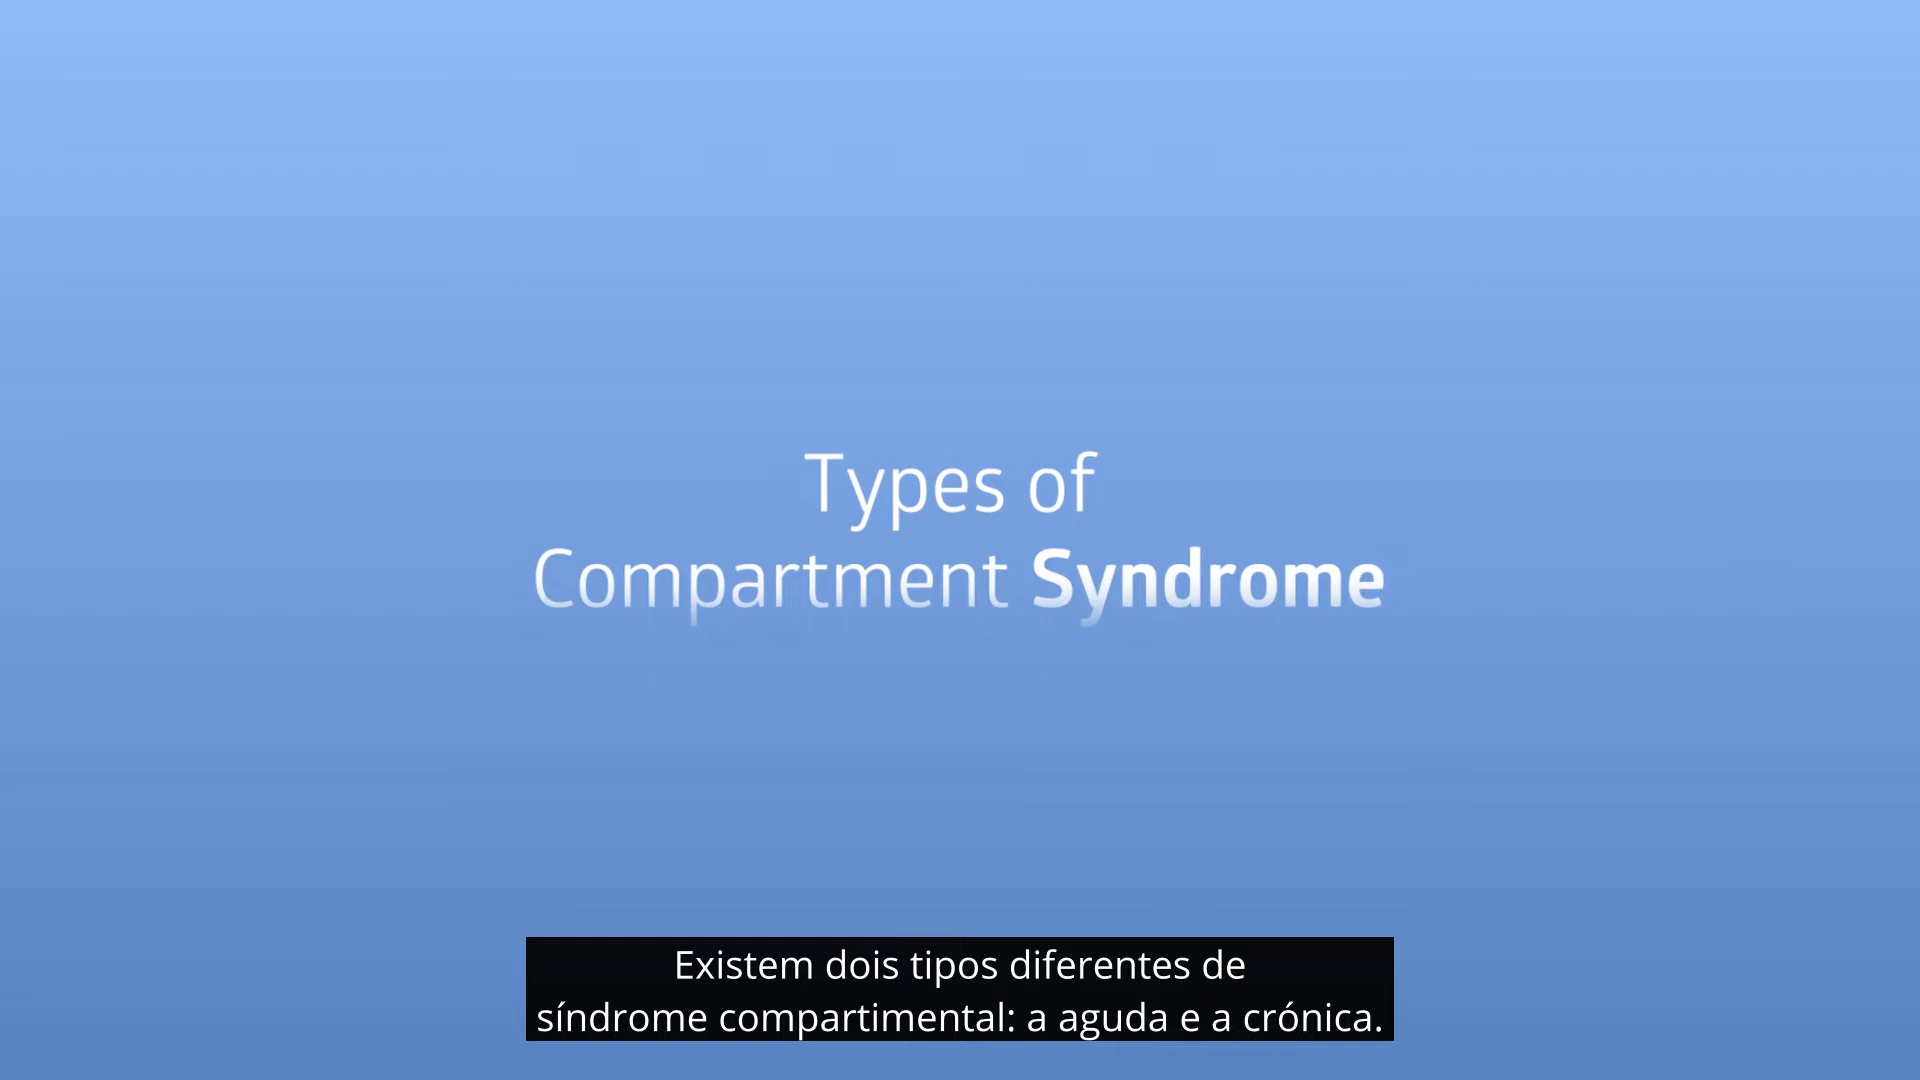 Types of
Compartment Syndrome
Existem dois tipos diferentes de
síndrome compartimental: a aguda e a crónica.